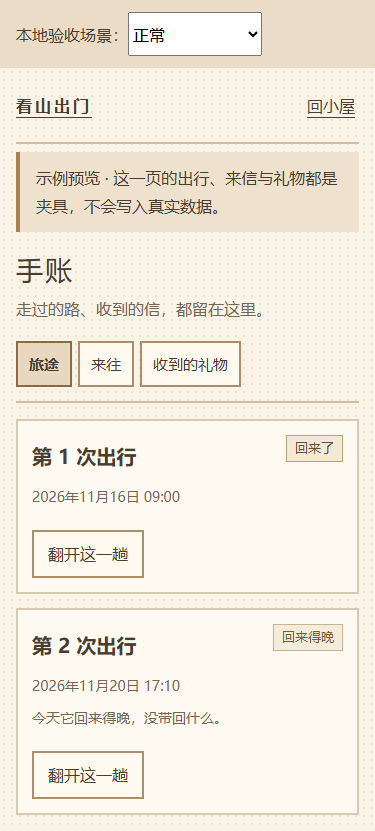 本地验收场景： 正常
看山出门 回小屋
示例预览 · 这一页的出行、来信与礼物都是
夹具，不会写入真实数据。
手账
走过的路、收到的信，都留在这里。
旅途 来往 收到的礼物
第 1 次出行 回来了
2026年11月16日 09:00
翻开这一趟
第 2 次出行 回来得晚
2026年11月20日 17:10
今天它回来得晚，没带回什么。
翻开这一趟